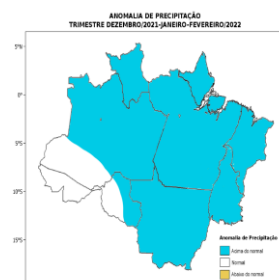 ANOMALIA DE PRECIPITAÇÃO
TRIMESTRE DEZEMBRO/2021-JANEIRO-FEVEREIRO/2022
5°N
0°
5°S
10°S
15°S
Anomalia de Precipitação
Acima do normal
Normal
Abaixo do normal